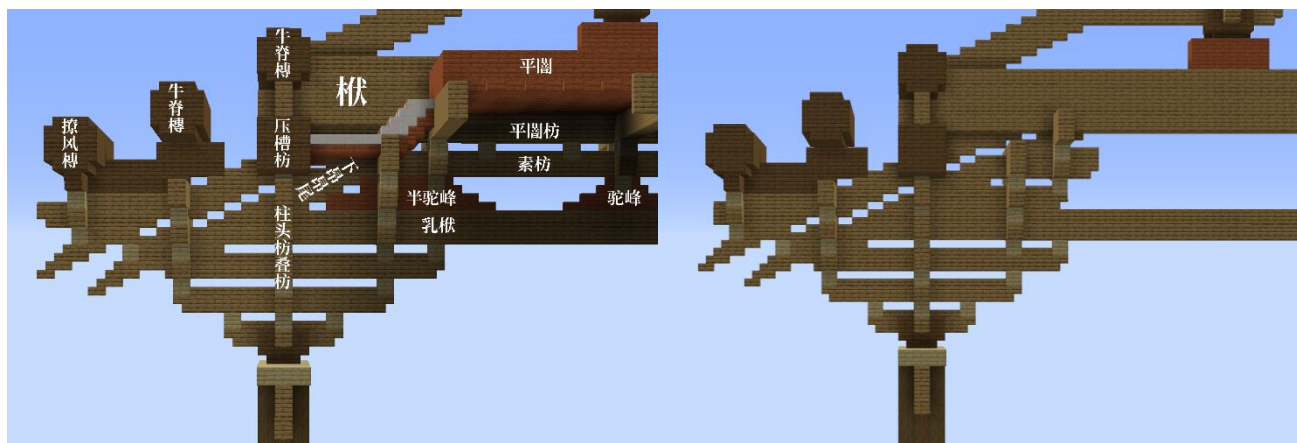 牛脊槫
栿
平闇
牛脊槫
撩风槫
压槽枋
平闇枋
素枋
下昂昂尾
半驼峰
驼峰
柱头枋叠枋
乳栿